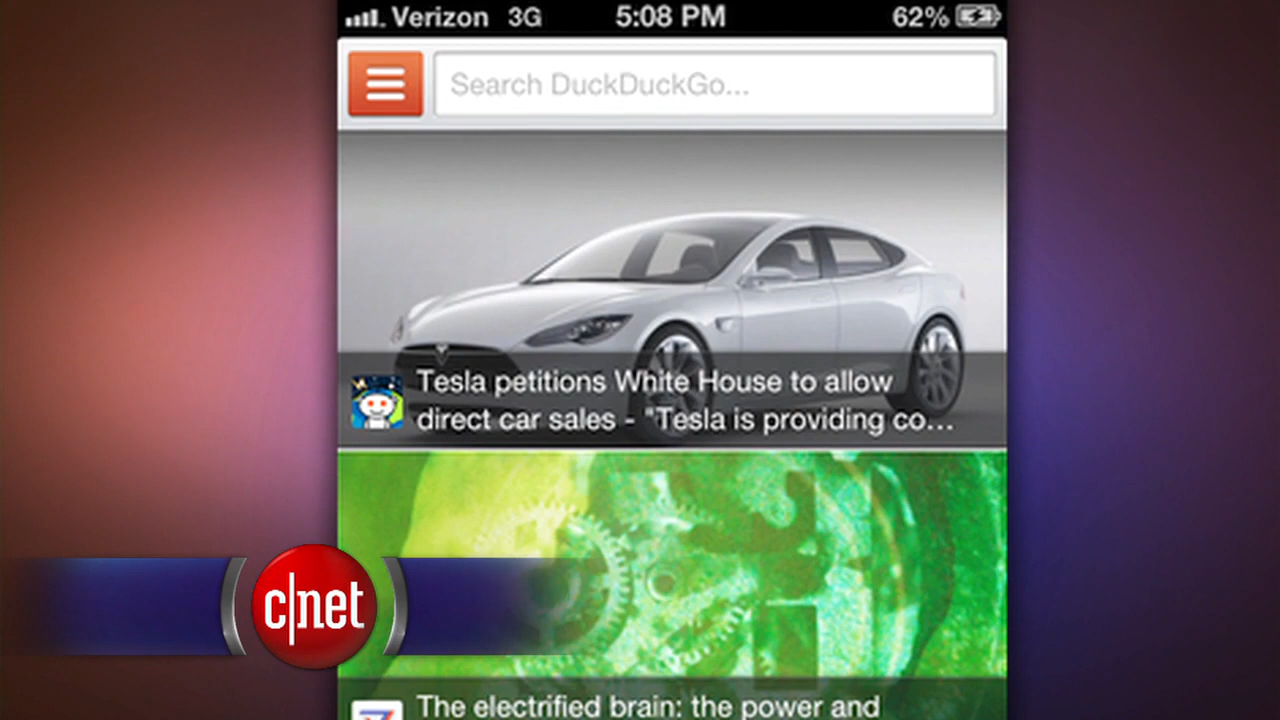 Verizon 3G 5:08 PM 62%
Search DuckDuckGo...
Tesla petitions White House to allow
direct car sales - "Tesla is providing co...
c|net
The electrified brain: the power and